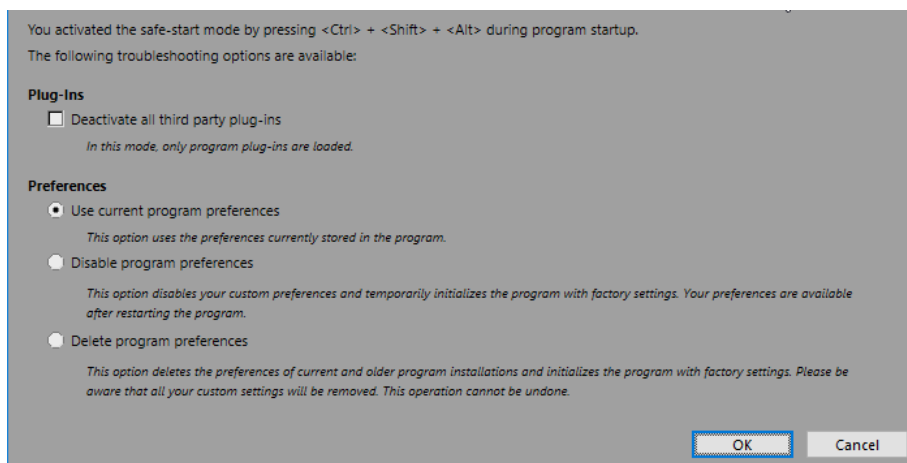 You activated the safe-start mode by pressing <Ctrl> + <Shift> + <Alt> during program startup.
The following troubleshooting options are available:
Plug-Ins
Deactivate all third party plug-ins
In this mode, only program plug-ins are loaded.
Preferences
Use current program preferences
This option uses the preferences currently stored in the program.
Disable program preferences
This option disables your custom preferences and temporarily initializes the program with factory settings. Your preferences are available
after restarting the program.
Delete program preferences
This option deletes the preferences of current and older program installations and initializes the program with factory settings. Please be
aware that all your custom settings will be removed. This operation cannot be undone.
OK Cancel